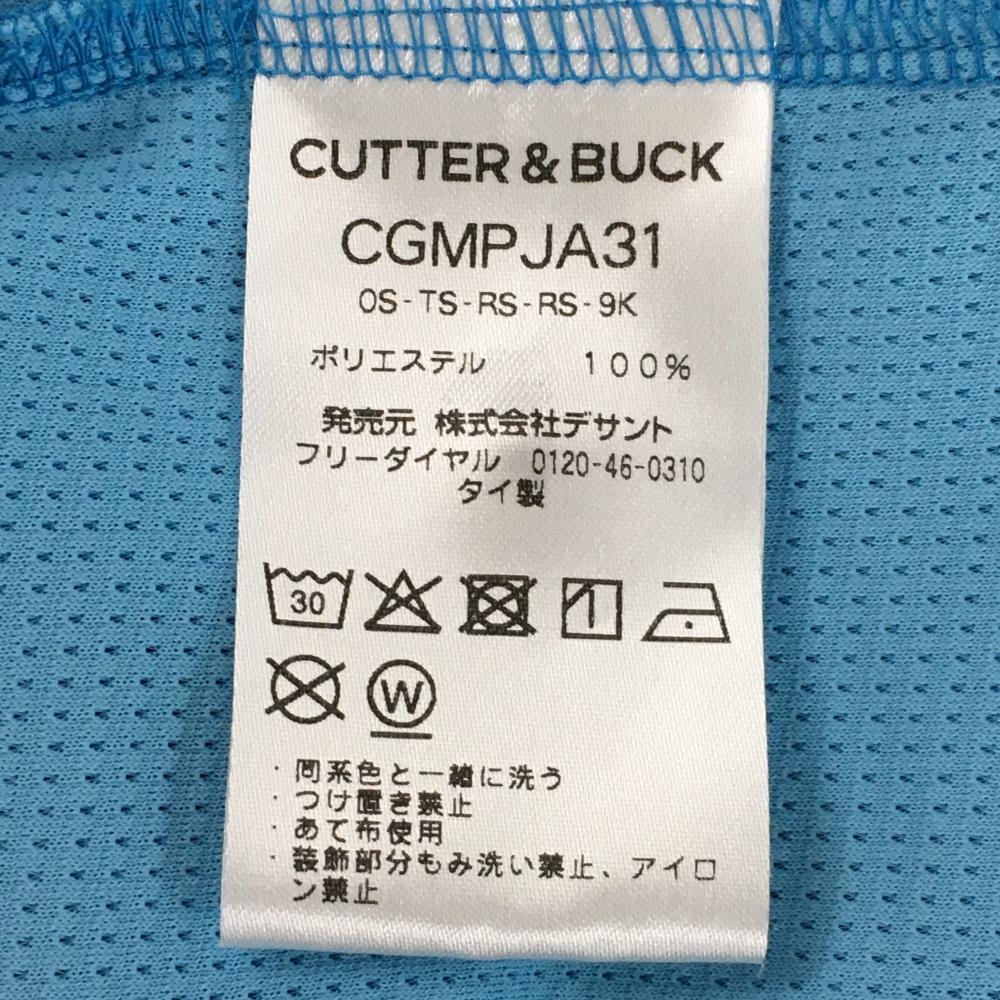 CUTTER & BUCK
CGMPJA31
OS-TS-RS-RS-9K
ポリエステル 100%
発売元 株式会社デサント
フリーダイヤル 0120-46-0310
タイ製
30
W
・同系色と一緒に洗う
・つけ置き禁止
・あて布使用
・装飾部分もみ洗い禁止、アイロ
ン禁止